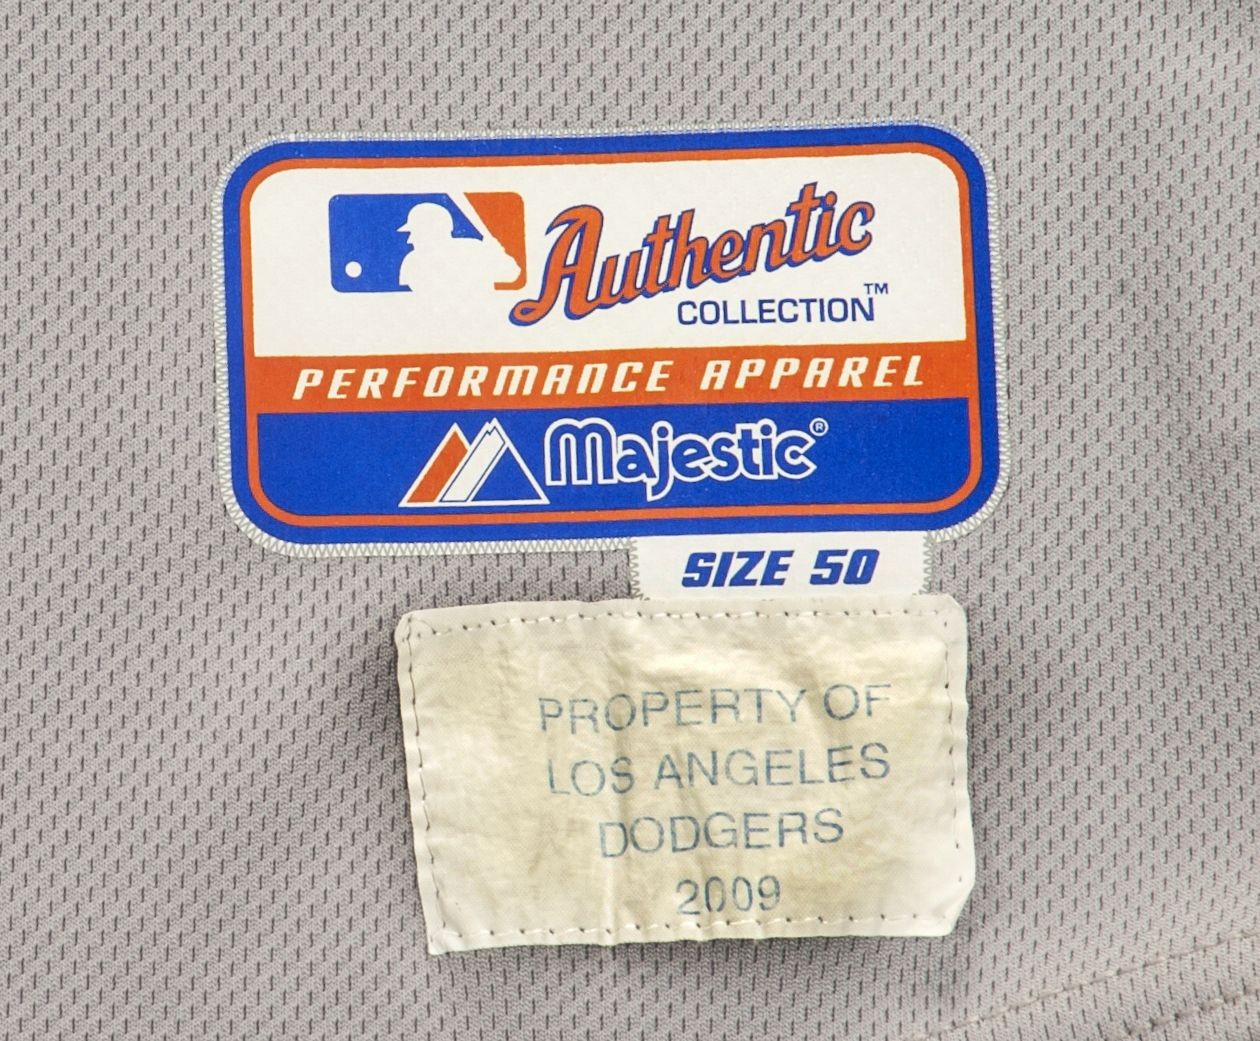 Authentic
COLLECTION™
PERFORMANCE APPAREL
Majestic®
SIZE 50
PROPERTY OF
LOS ANGELES
DODGERS
2009